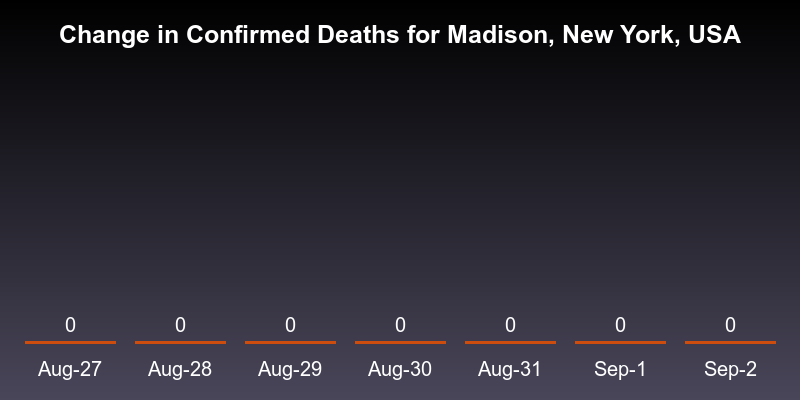 Change in Confirmed Deaths for Madison, New York, USA
0 0 0 0 0 0 0
Aug-27 Aug-28 Aug-29 Aug-30 Aug-31 Sep-1 Sep-2